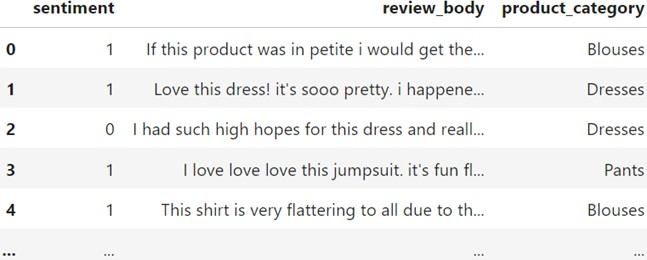 sentiment review_body product_category
0 1 If this product was in petite i would get the... Blouses
1 1 Love this dress! it's sooo pretty. i happene... Dresses
2 0 I had such high hopes for this dress and reall... Dresses
3 1 I love love love this jumpsuit. it's fun fl... Pants
4 1 This shirt is very flattering to all due to th... Blouses
... ... ... ...